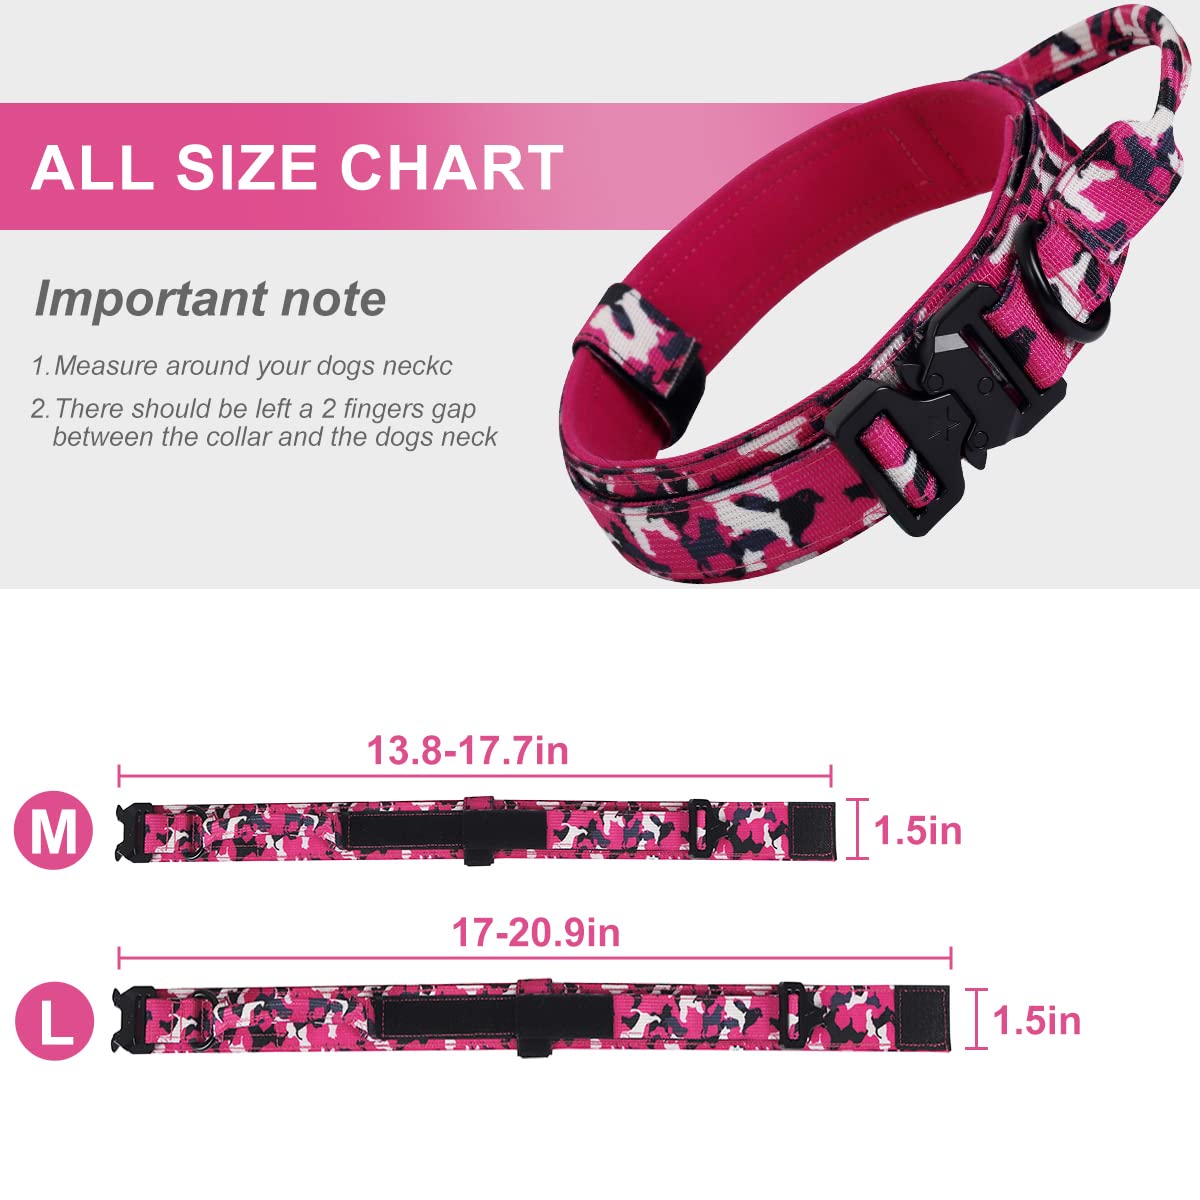 ALL SIZE CHART
Important note
1. Measure around your dogs neckc
2. There should be left a 2 fingers gap
between the collar and the dogs neck
13.8-17.7in
M
1.5in
17-20.9in
L
1.5in